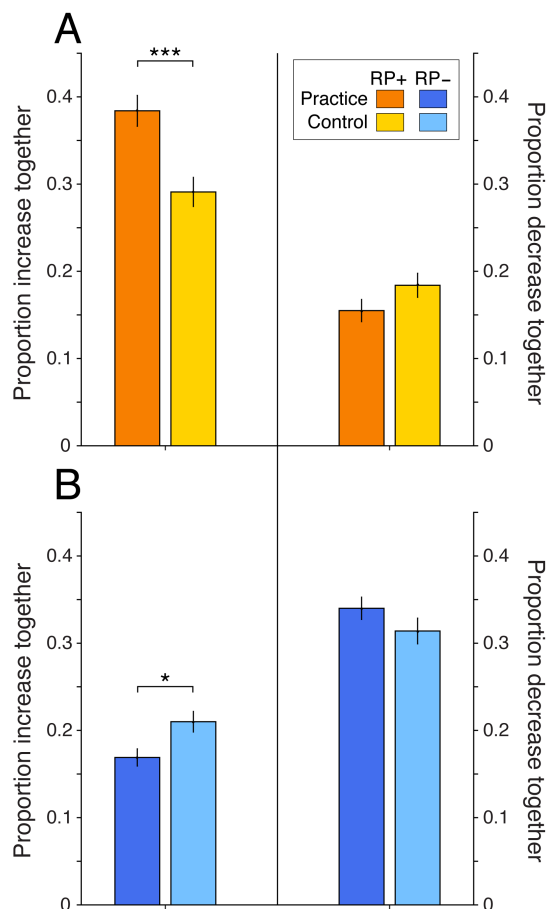 A
***
RP+ RP−
Practice
Control
0.4
0.3
0.2
0.1
0
Proportion increase together
0.4
0.3
0.2
0.1
0
Proportion decrease together
B
*
0.4
0.3
0.2
0.1
0
Proportion increase together
0.4
0.3
0.2
0.1
0
Proportion decrease together